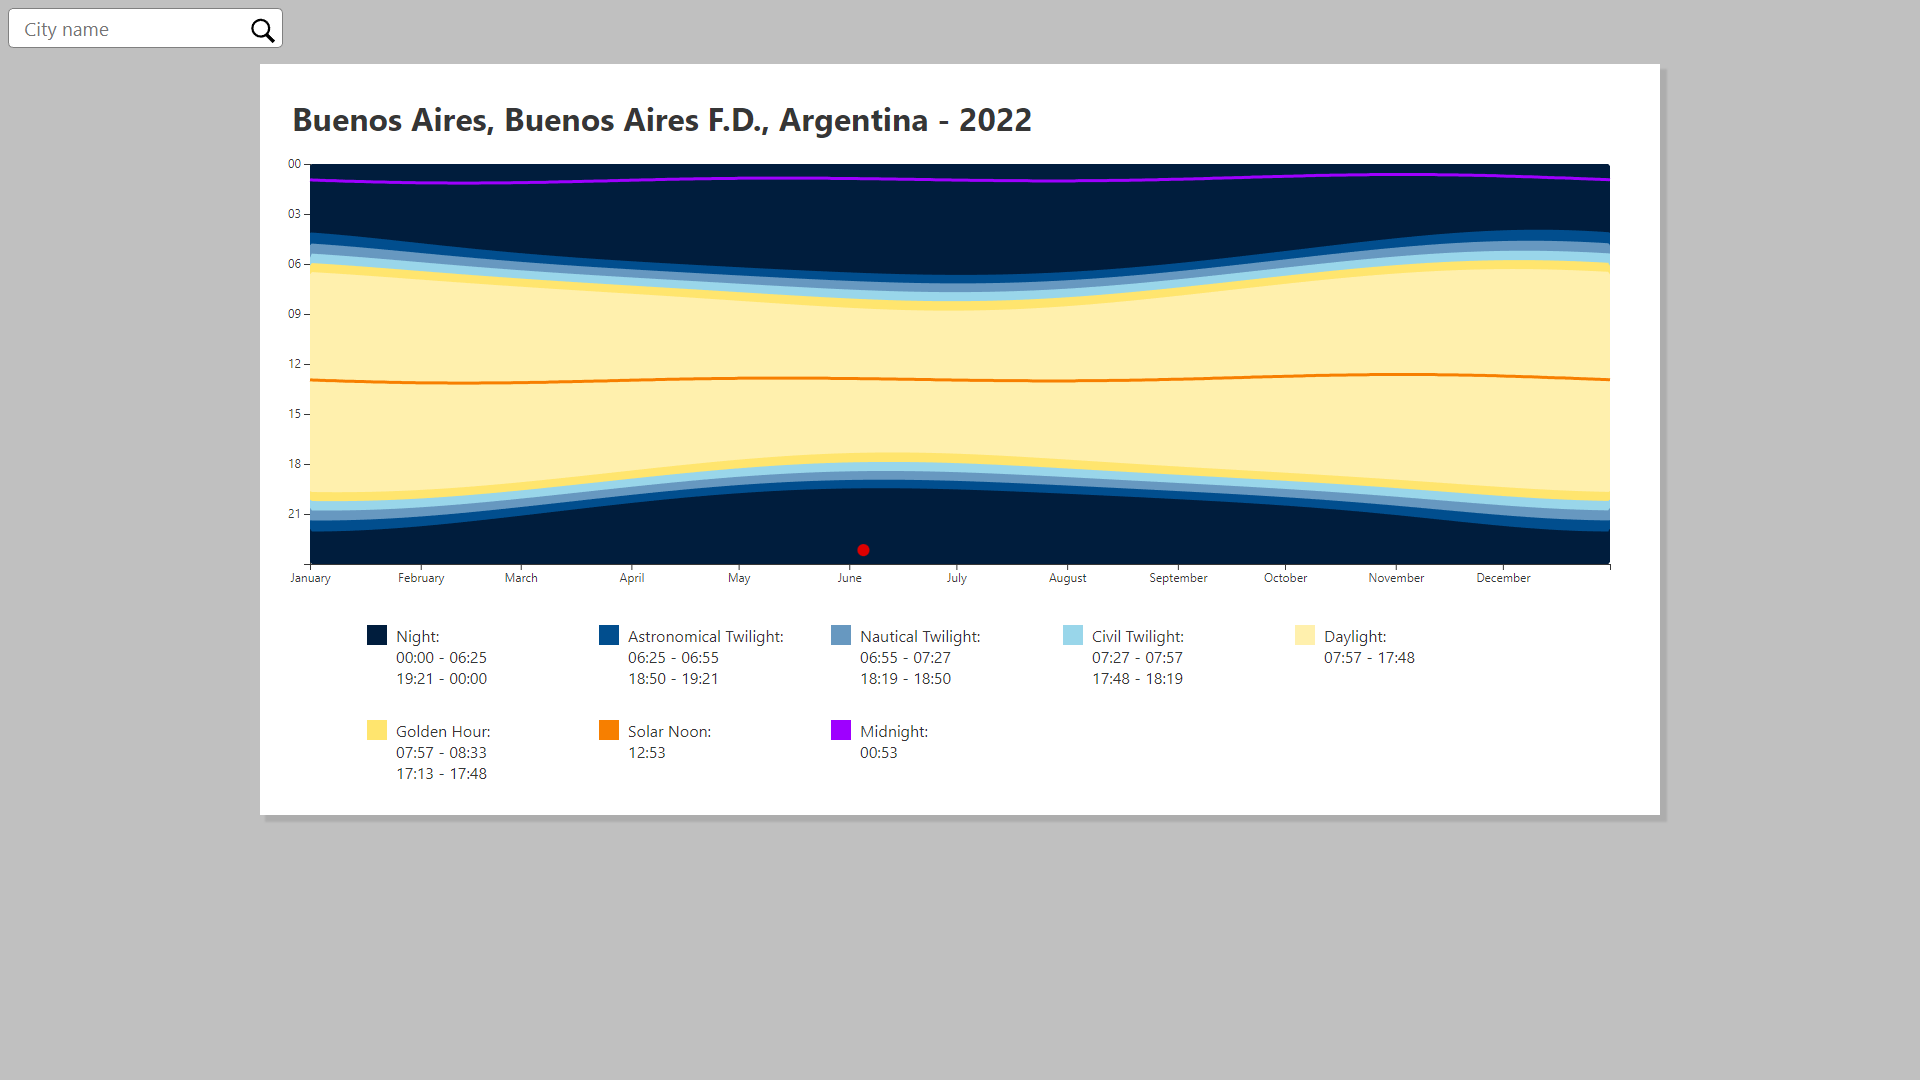 City name
Buenos Aires, Buenos Aires F.D., Argentina - 2022
00
03
06
09
12
15
18
21
January February March April May June July August September October November December
Night:
00:00 - 06:25
19:21 - 00:00
Astronomical Twilight:
06:25 - 06:55
18:50 - 19:21
Nautical Twilight:
06:55 - 07:27
18:19 - 18:50
Civil Twilight:
07:27 - 07:57
17:48 - 18:19
Daylight:
07:57 - 17:48
Golden Hour:
07:57 - 08:33
17:13 - 17:48
Solar Noon:
12:53
Midnight:
00:53